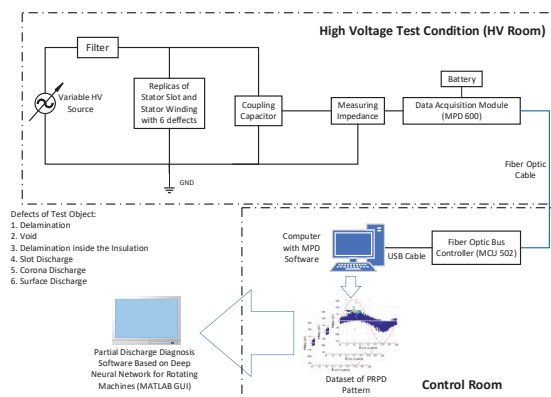 High Voltage Test Condition (HV Room)
Filter
Variable HV
Source
Replicas of
Stator Slot and
Stator Winding
with 6 deffects
Coupling
Capacitor
Measuring
Impedance
Battery
Data Acquisition Module
(MPD 600)
GND
Fiber Optic
Cable
Defects of Test Object:
1. Delamination
2. Void
3. Delamination inside the Insulation
4. Slot Discharge
5. Corona Discharge
6. Surface Discharge
Computer
with MPD
Software
USB Cable
Fiber Optic Bus
Controller (MCU 502)
Partial Discharge Diagnosis
Software Based on Deep
Neural Network for Rotating
Machines (MATLAB GUI)
Dataset of PRPD
Pattern
Control Room